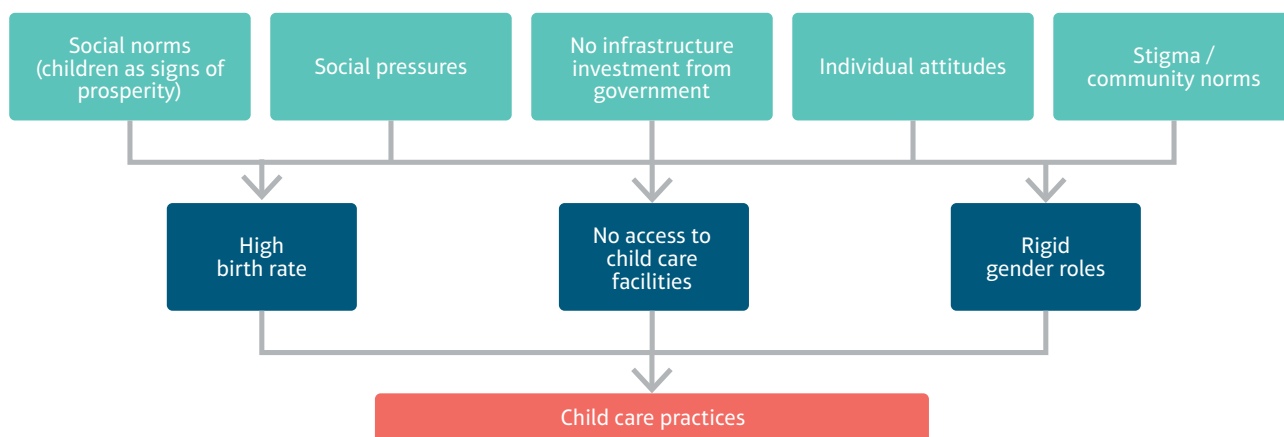 Social norms
(children as signs of
prosperity)
Social pressures
No infrastructure
investment from
government
Individual attitudes
Stigma /
community norms
High
birth rate
No access to
child care
facilities
Rigid
gender roles
Child care practices